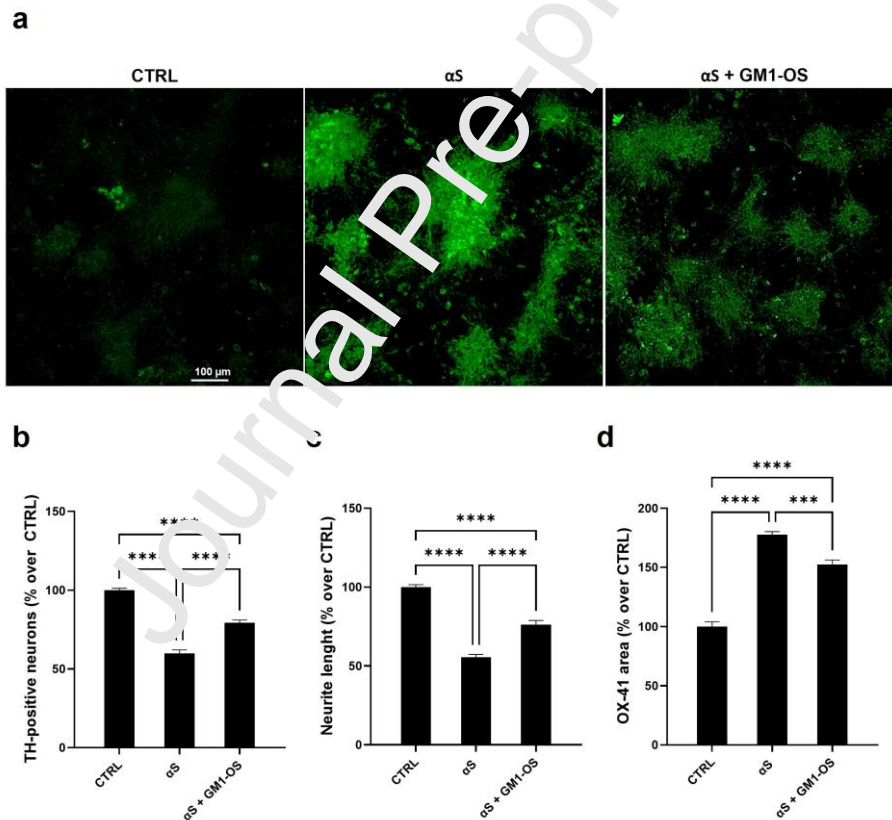 a
CTRL
αS
αS + GM1-OS
100 µm
Journal Pre-pr
b
TH-positive neurons (% over CTRL)
150
100
50
0
****
****
****
CTRL
αS
αS + GM1-OS
c
Neurite lenght (% over CTRL)
150
100
50
0
****
****
****
CTRL
αS
αS + GM1-OS
d
OX-41 area (% over CTRL)
200
150
100
50
0
****
****
***
CTRL
αS
αS + GM1-OS